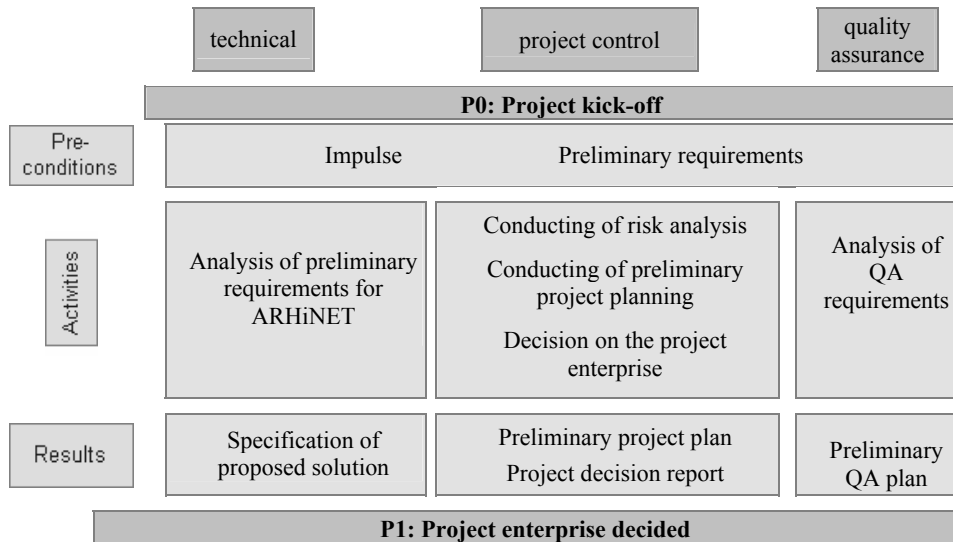 technical
project control
quality
assurance
P0: Project kick-off
Pre-
conditions
Impulse
Preliminary requirements
Activities
Analysis of preliminary
requirements for
ARHiNET
Conducting of risk analysis
Conducting of preliminary
project planning
Decision on the project
enterprise
Analysis of
QA
requirements
Results
Specification of
proposed solution
Preliminary project plan
Project decision report
Preliminary
QA plan
P1: Project enterprise decided